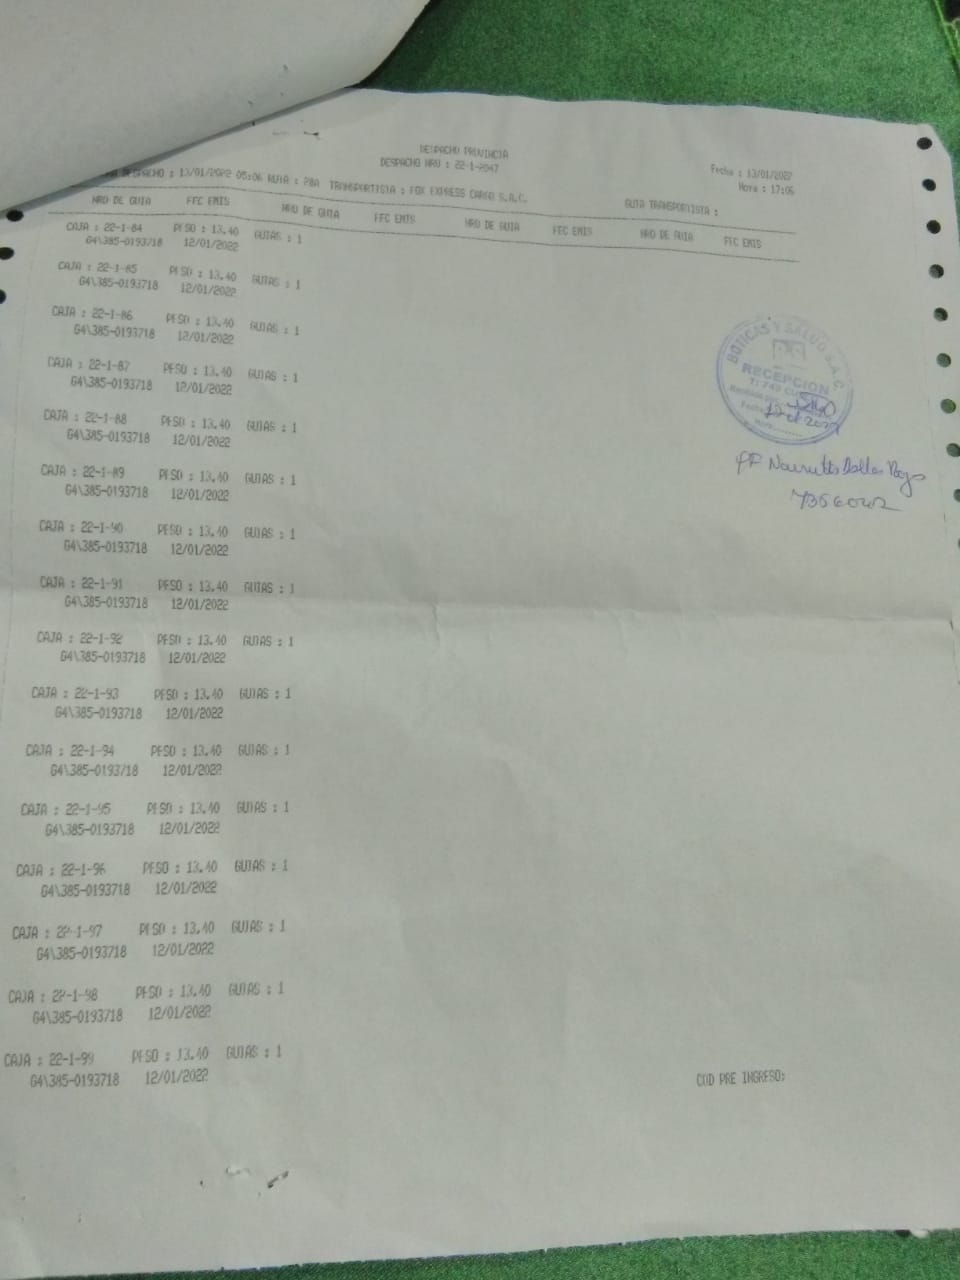 DESPACHO PROVINCIA
DESPACHO NRO : 22-1-2047
Fecha : 13/01/2022
Hora : 17:06
DESPACHO : 13/01/2022 05:06 RUTA : 28A TRANSPORTISTA : FOX EXPRESS CARGO S.A.C. GUIA TRANSPORTISTA :
NRO DE GUIA FEC EMIS NRO DE GUIA FEC EMIS NRO DE GUIA FEC EMIS NRO DE GUIA FEC EMIS
CAJA : 22-1-84 PESO : 13.40 GUIAS : 1
G4\385-0193718 12/01/2022
CAJA : 22-1-85 PESO : 13.40 GUIAS : 1
G4\385-0193718 12/01/2022
CAJA : 22-1-86 PESO : 13.40 GUIAS : 1
G4\385-0193718 12/01/2022
CAJA : 22-1-87 PESO : 13.40 GUIAS : 1
G4\385-0193718 12/01/2022
CAJA : 22-1-88 PESO : 13.40 GUIAS : 1
G4\385-0193718 12/01/2022
CAJA : 22-1-89 PESO : 13.40 GUIAS : 1
G4\385-0193718 12/01/2022
CAJA : 22-1-90 PESO : 13.40 GUIAS : 1
G4\385-0193718 12/01/2022
CAJA : 22-1-91 PESO : 13.40 GUIAS : 1
G4\385-0193718 12/01/2022
CAJA : 22-1-92 PESO : 13.40 GUIAS : 1
G4\385-0193718 12/01/2022
CAJA : 22-1-93 PESO : 13.40 GUIAS : 1
G4\385-0193718 12/01/2022
CAJA : 22-1-94 PESO : 13.40 GUIAS : 1
G4\385-0193718 12/01/2022
CAJA : 22-1-95 PESO : 13.40 GUIAS : 1
G4\385-0193718 12/01/2022
CAJA : 22-1-96 PESO : 13.40 GUIAS : 1
G4\385-0193718 12/01/2022
CAJA : 22-1-97 PESO : 13.40 GUIAS : 1
G4\385-0193718 12/01/2022
CAJA : 22-1-98 PESO : 13.40 GUIAS : 1
G4\385-0193718 12/01/2022
CAJA : 22-1-99 PESO : 13.40 GUIAS : 1
G4\385-0193718 12/01/2022
BOTICAS Y SALUD S.A.C.
RECEPCION
COD PRE INGRESO: